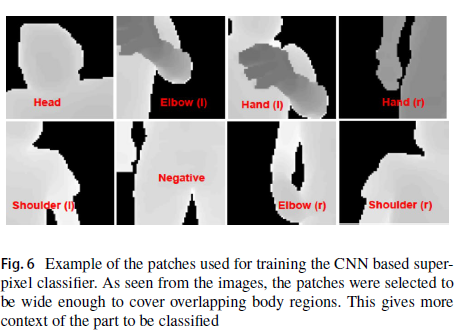 Head
Elbow (l)
Hand (l)
Hand (r)
Shoulder (l)
Negative
Elbow (r)
Shoulder (r)
Fig. 6 Example of the patches used for training the CNN based super-
pixel classifier. As seen from the images, the patches were selected to
be wide enough to cover overlapping body regions. This gives more
context of the part to be classified